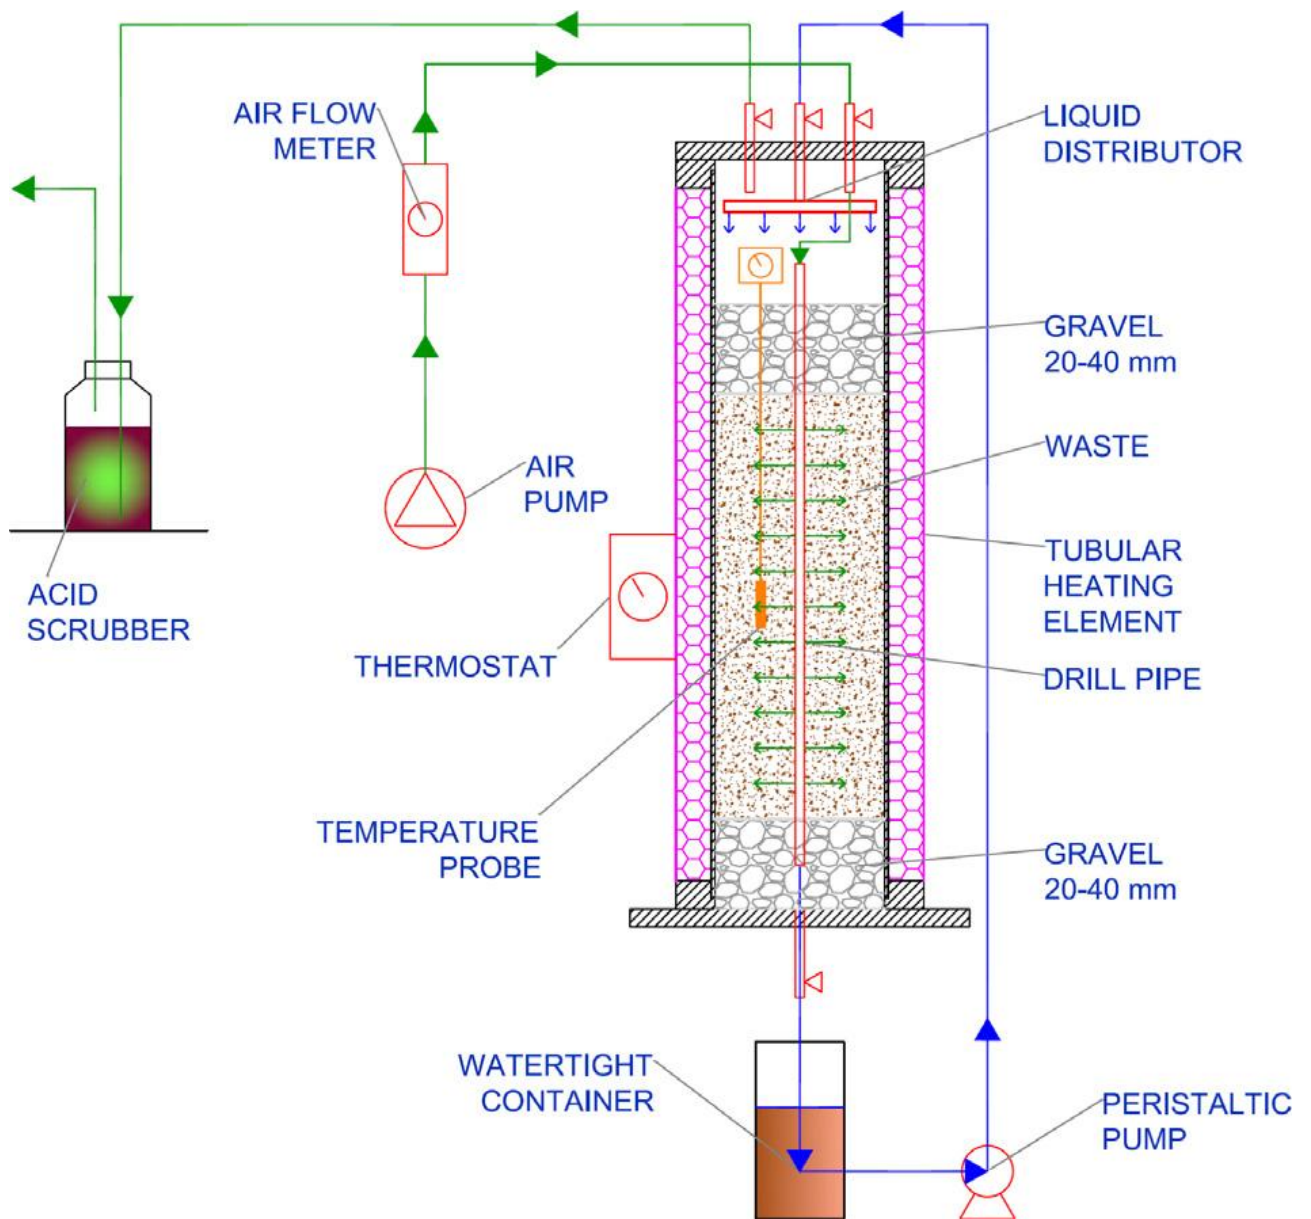 AIR FLOW
METER
LIQUID
DISTRIBUTOR
GRAVEL
20-40 mm
WASTE
AIR
PUMP
TUBULAR
HEATING
ELEMENT
ACID
SCRUBBER
THERMOSTAT
DRILL PIPE
TEMPERATURE
PROBE
GRAVEL
20-40 mm
WATERTIGHT
CONTAINER
PERISTALTIC
PUMP